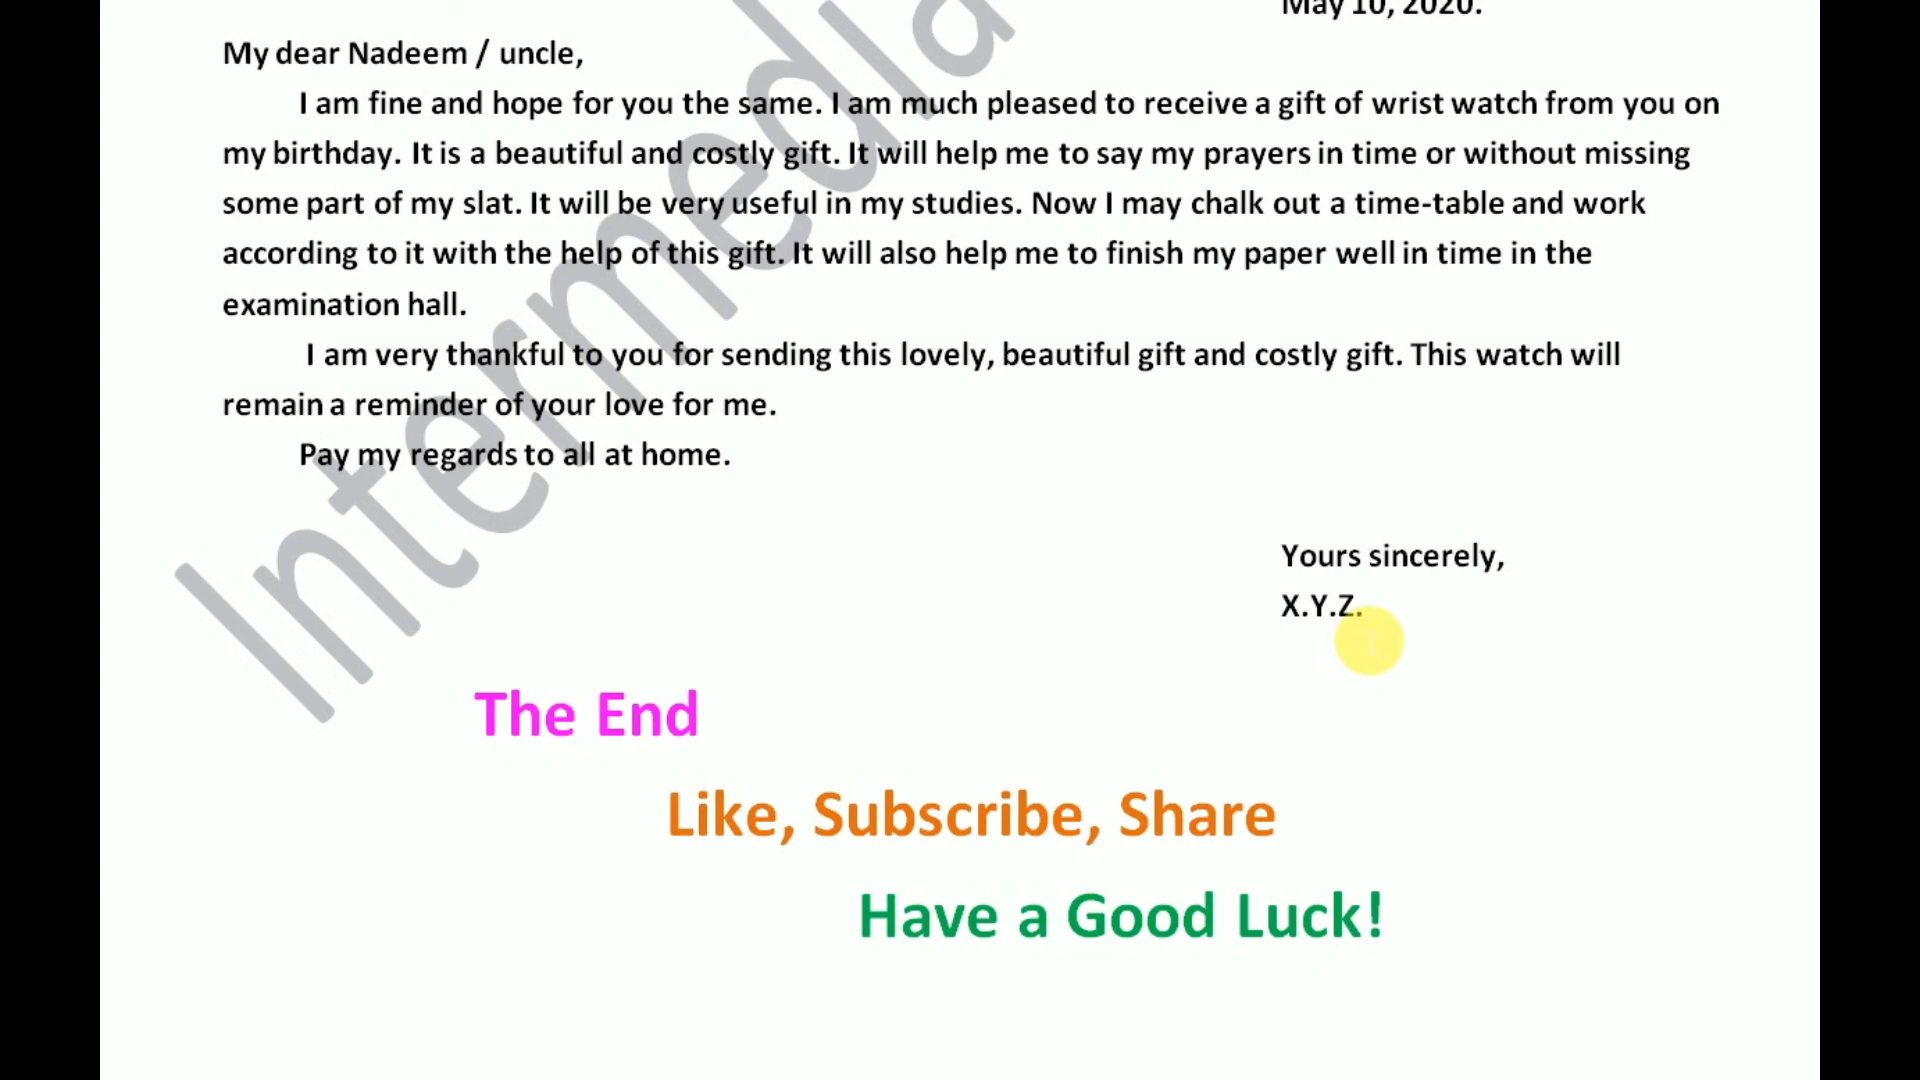 May 10, 2020.
My dear Nadeem / uncle,
I am fine and hope for you the same. I am much pleased to receive a gift of wrist watch from you on
my birthday. It is a beautiful and costly gift. It will help me to say my prayers in time or without missing
some part of my slat. It will be very useful in my studies. Now I may chalk out a time-table and work
according to it with the help of this gift. It will also help me to finish my paper well in time in the
examination hall.
I am very thankful to you for sending this lovely, beautiful gift and costly gift. This watch will
remain a reminder of your love for me.
Pay my regards to all at home.
Yours sincerely,
X.Y.Z.
The End
Like, Subscribe, Share
Have a Good Luck!
Intermedia